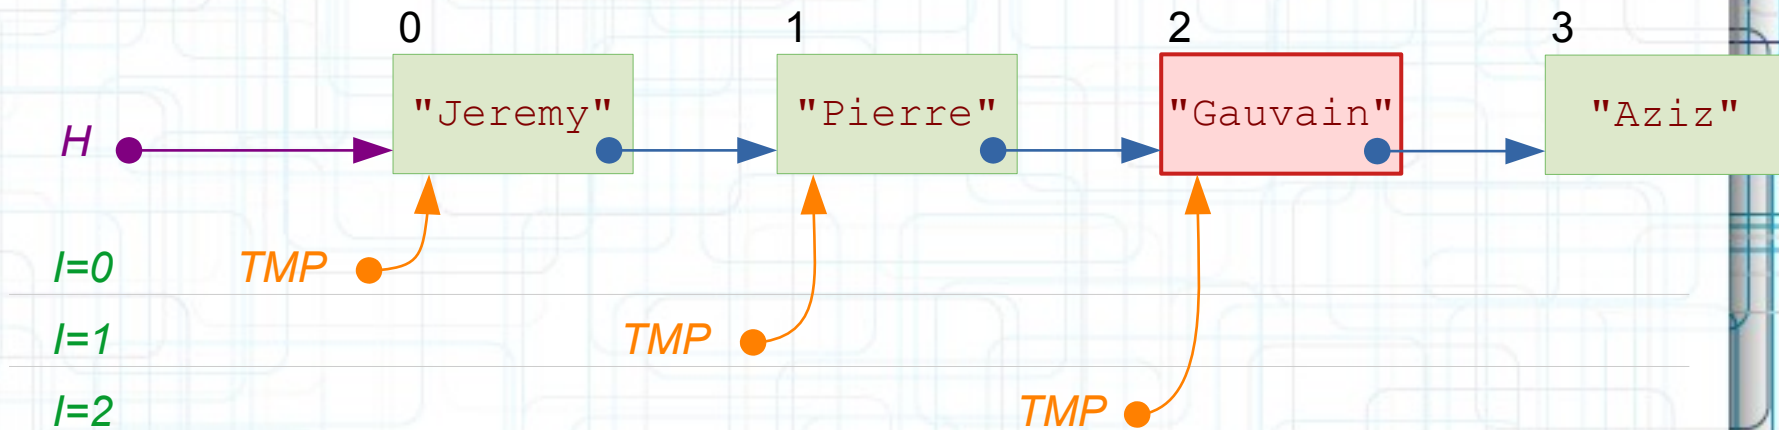 0 1 2 3
H "Jeremy" "Pierre" "Gauvain" "Aziz"
I=0 TMP
I=1 TMP
I=2 TMP